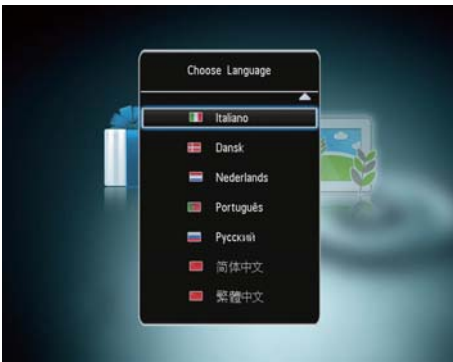 Choose Language
Italiano
Dansk
Nederlands
Português
Русский
简体中文
繁體中文